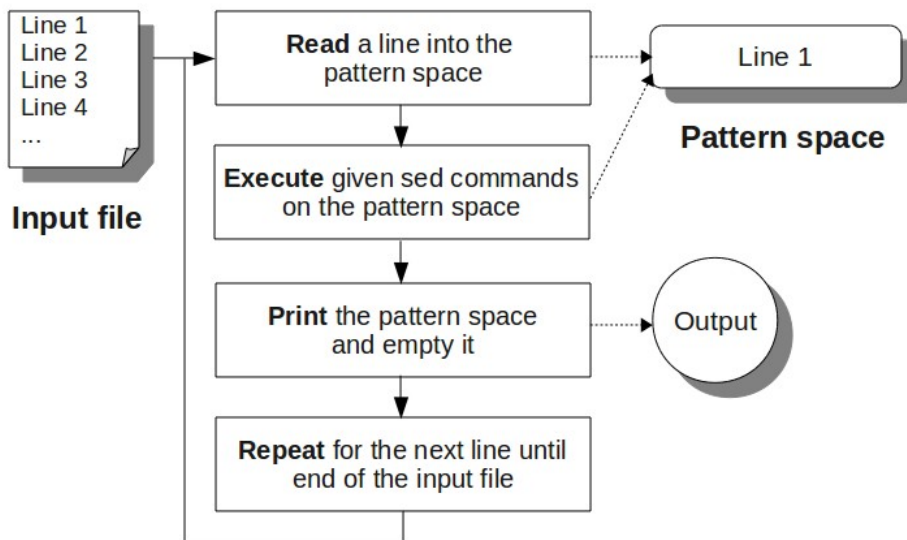 Line 1
Line 2
Line 3
Line 4
...
Input file
Read a line into the
pattern space
Line 1
Pattern space
Execute given sed commands
on the pattern space
Print the pattern space
and empty it
Output
Repeat for the next line until
end of the input file